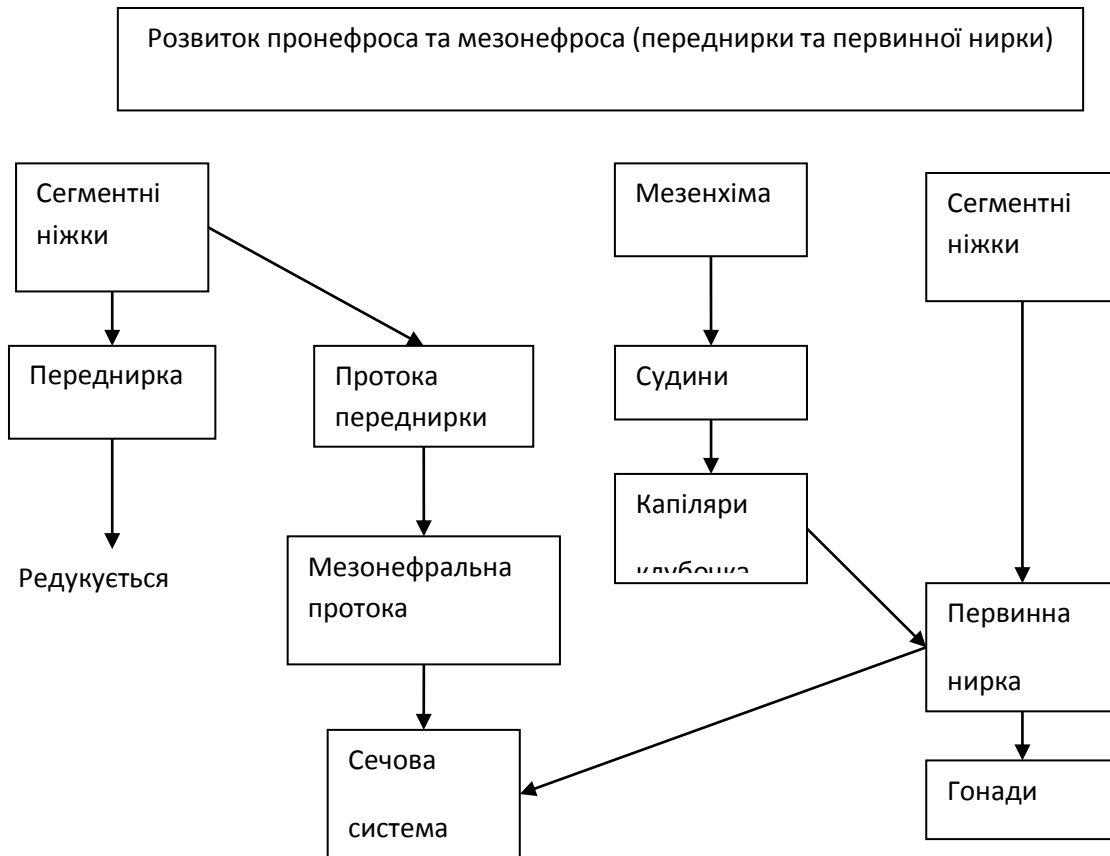 Розвиток пронефроса та мезонефроса (переднирки та первинної нирки)
Сегментні
ніжки
Мезенхіма
Сегментні
ніжки
Переднирка
Протока
переднирки
Судини
Капіляри
клубочка
Редукується
Мезонефральна
протока
Первинна
нирка
Сечова
система
Гонади